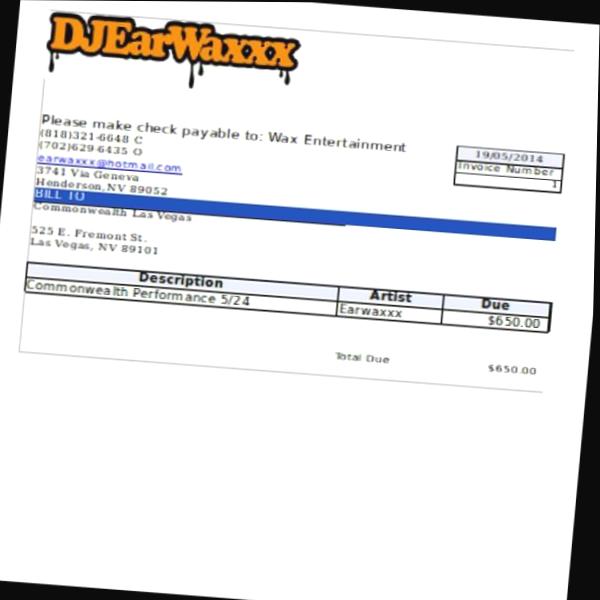 DJEarWaxxx
Please make check payable to: Wax Entertainment
(818)321-6648 C
(702)629-6435 O
earwaxxx@hotmail.com
3741 Via Geneva
Henderson,NV 89052
19/05/2014
Invoice Number
1
BILL TO
Commonwealth Las Vegas
525 E. Fremont St.
Las Vegas, NV 89101
Description Artist Due
Commonwealth Performance 5/24 Earwaxxx $650.00
Total Due $650.00